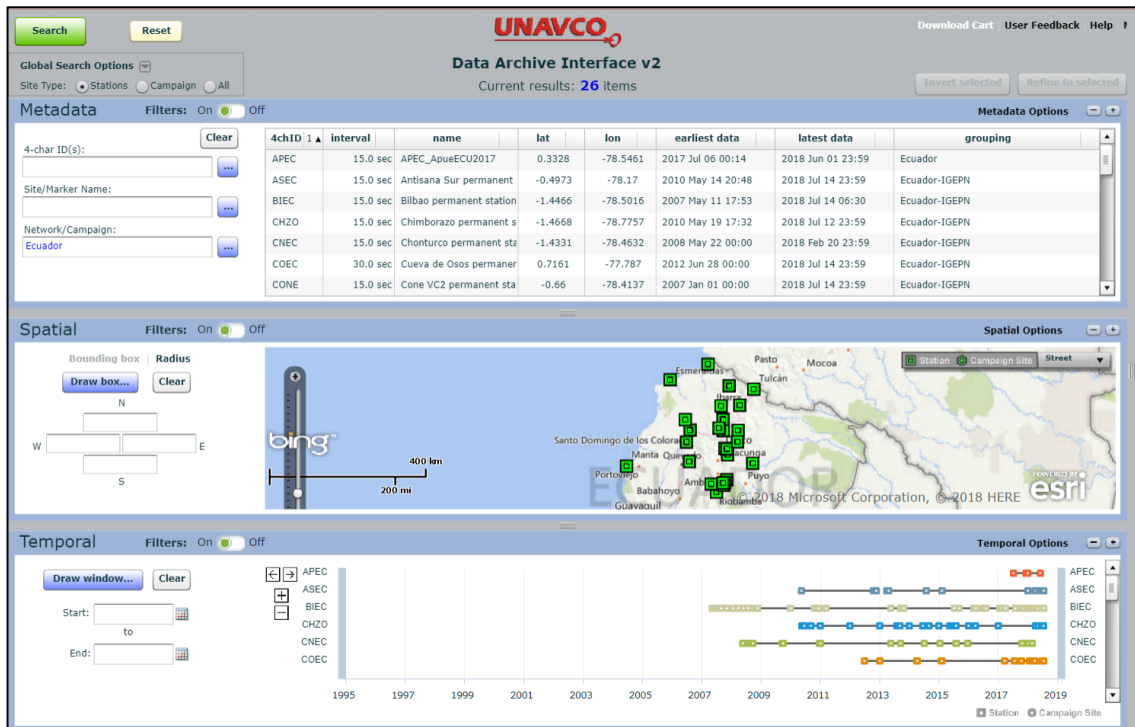 Search
Reset
UNAVCO
Download Cart User Feedback Help
Global Search Options
Data Archive Interface v2
Site Type: Stations Campaign All
Current results: 26 items
Invert selected Refine to selected
Metadata Filters: On Off Metadata Options
Clear
4-char ID(s):
...
Site/Marker Name:
...
Network/Campaign:
Ecuador
...
4chID 1 interval name lat lon earliest data latest data grouping
APEC 15.0 sec APEC_ApueECU2017 0.3328 -78.5461 2017 Jul 06 00:14 2018 Jun 01 23:59 Ecuador
ASEC 15.0 sec Antisana Sur permanent -0.4973 -78.17 2010 May 14 20:48 2018 Jul 14 23:59 Ecuador-IGEPN
BIEC 15.0 sec Bilbao permanent station -1.4466 -78.5016 2007 May 11 17:53 2018 Jul 14 06:30 Ecuador-IGEPN
CHZO 15.0 sec Chimborazo permanent s -1.4668 -78.7757 2010 May 19 17:32 2018 Jul 12 23:59 Ecuador-IGEPN
CNEC 15.0 sec Chonturco permanent sta -1.4331 -78.4632 2008 May 22 00:00 2018 Feb 20 23:59 Ecuador-IGEPN
COEC 30.0 sec Cueva de Osos permaner 0.7161 -77.787 2012 Jun 28 00:00 2018 Jul 14 23:59 Ecuador-IGEPN
CONE 15.0 sec Cone VC2 permanent sta -0.66 -78.4137 2007 Jan 01 00:00 2018 Jul 14 23:59 Ecuador-IGEPN
Spatial Filters: On Off Spatial Options
Bounding box | Radius
Draw box... Clear
N
W E
S
Station Campaign Site Street
Pasto
Mocoa
Esmeraldas
Tulcán
Ibarra
bing
Santo Domingo de los Colora
400 km
200 mi
Manta Quevedo
acunga
Portoviejo
Amb
Puyo
ECUADOR
Babahoyo
Riobamba
Guayaquil
© 2018 Microsoft Corporation, © 2018 HERE
POWERED BY
esri
Temporal Filters: On Off Temporal Options
Draw window... Clear
Start:
to
End:
APEC APEC
ASEC ASEC
BIEC BIEC
CHZO CHZO
CNEC CNEC
COEC COEC
1995 1997 1999 2001 2003 2005 2007 2009 2011 2013 2015 2017 2019
Station Campaign Site